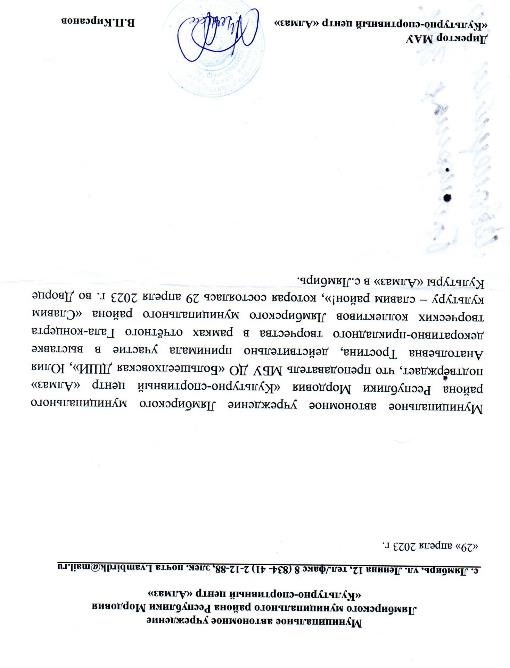 Муниципальное автономное учреждение
Лямбирского муниципального района Республики Мордовия
«Культурно-спортивный центр «Алмаз»
с. Лямбирь, ул. Ленина 12, тел./факс 8 (834- 41) 2-12-88, элек. почта Lyambirdk@mail.ru
«29» апреля 2023 г.
Муниципальное автономное учреждение Лямбирского муниципального
района Республики Мордовия «Культурно-спортивный центр «Алмаз»
подтверждает, что преподаватель МБУ ДО «Большеелховская ДШИ», Юлия
Анатольевна Тростина, действительно принимала участие в выставке
декоративно-прикладного творчества в рамках отчётного Гала-концерта
творческих коллективов Лямбирского муниципального района «Славим
культуру – славим район!», которая состоялась 29 апреля 2023 г. во Дворце
Культуры «Алмаз» в с.Лямбирь.
Директор МАУ
«Культурно-спортивный центр «Алмаз» В.П.Кирсанов